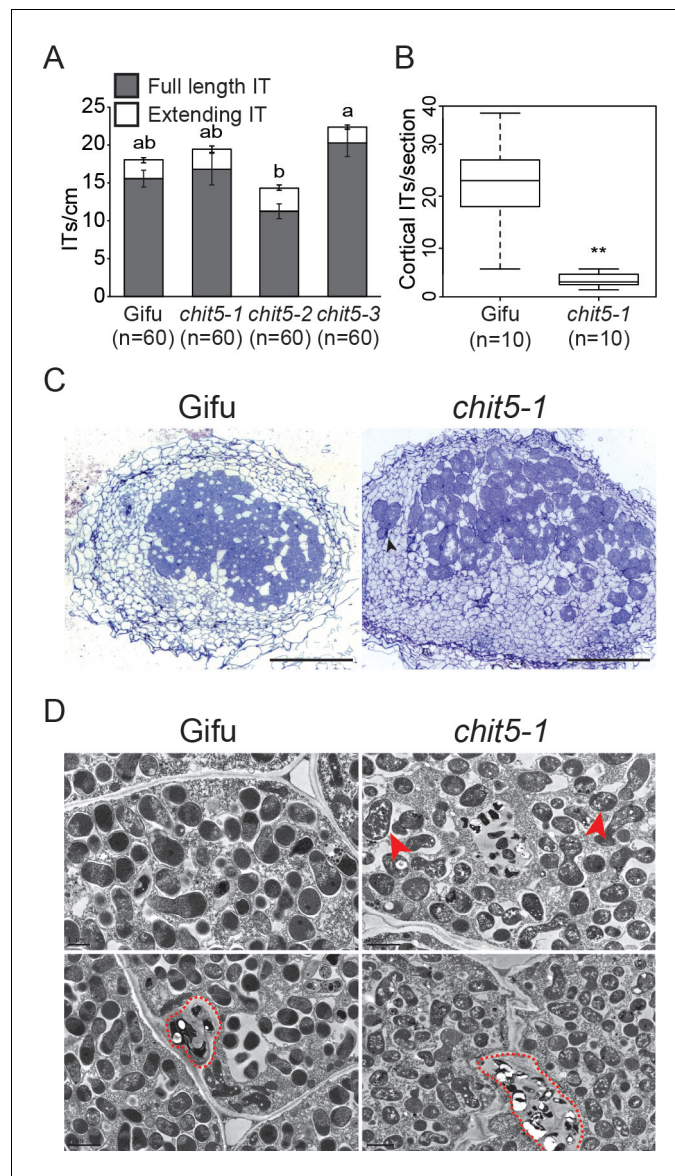 A
Full length IT
Extending IT
25
20
15
10
5
0
ITs/cm
ab
ab
b
a
Gifu chit5-1 chit5-2 chit5-3
(n=60) (n=60) (n=60) (n=60)
B
40
30
20
10
0
Cortical ITs/section
**
Gifu chit5-1
(n=10) (n=10)
C
Gifu chit5-1
D
Gifu chit5-1